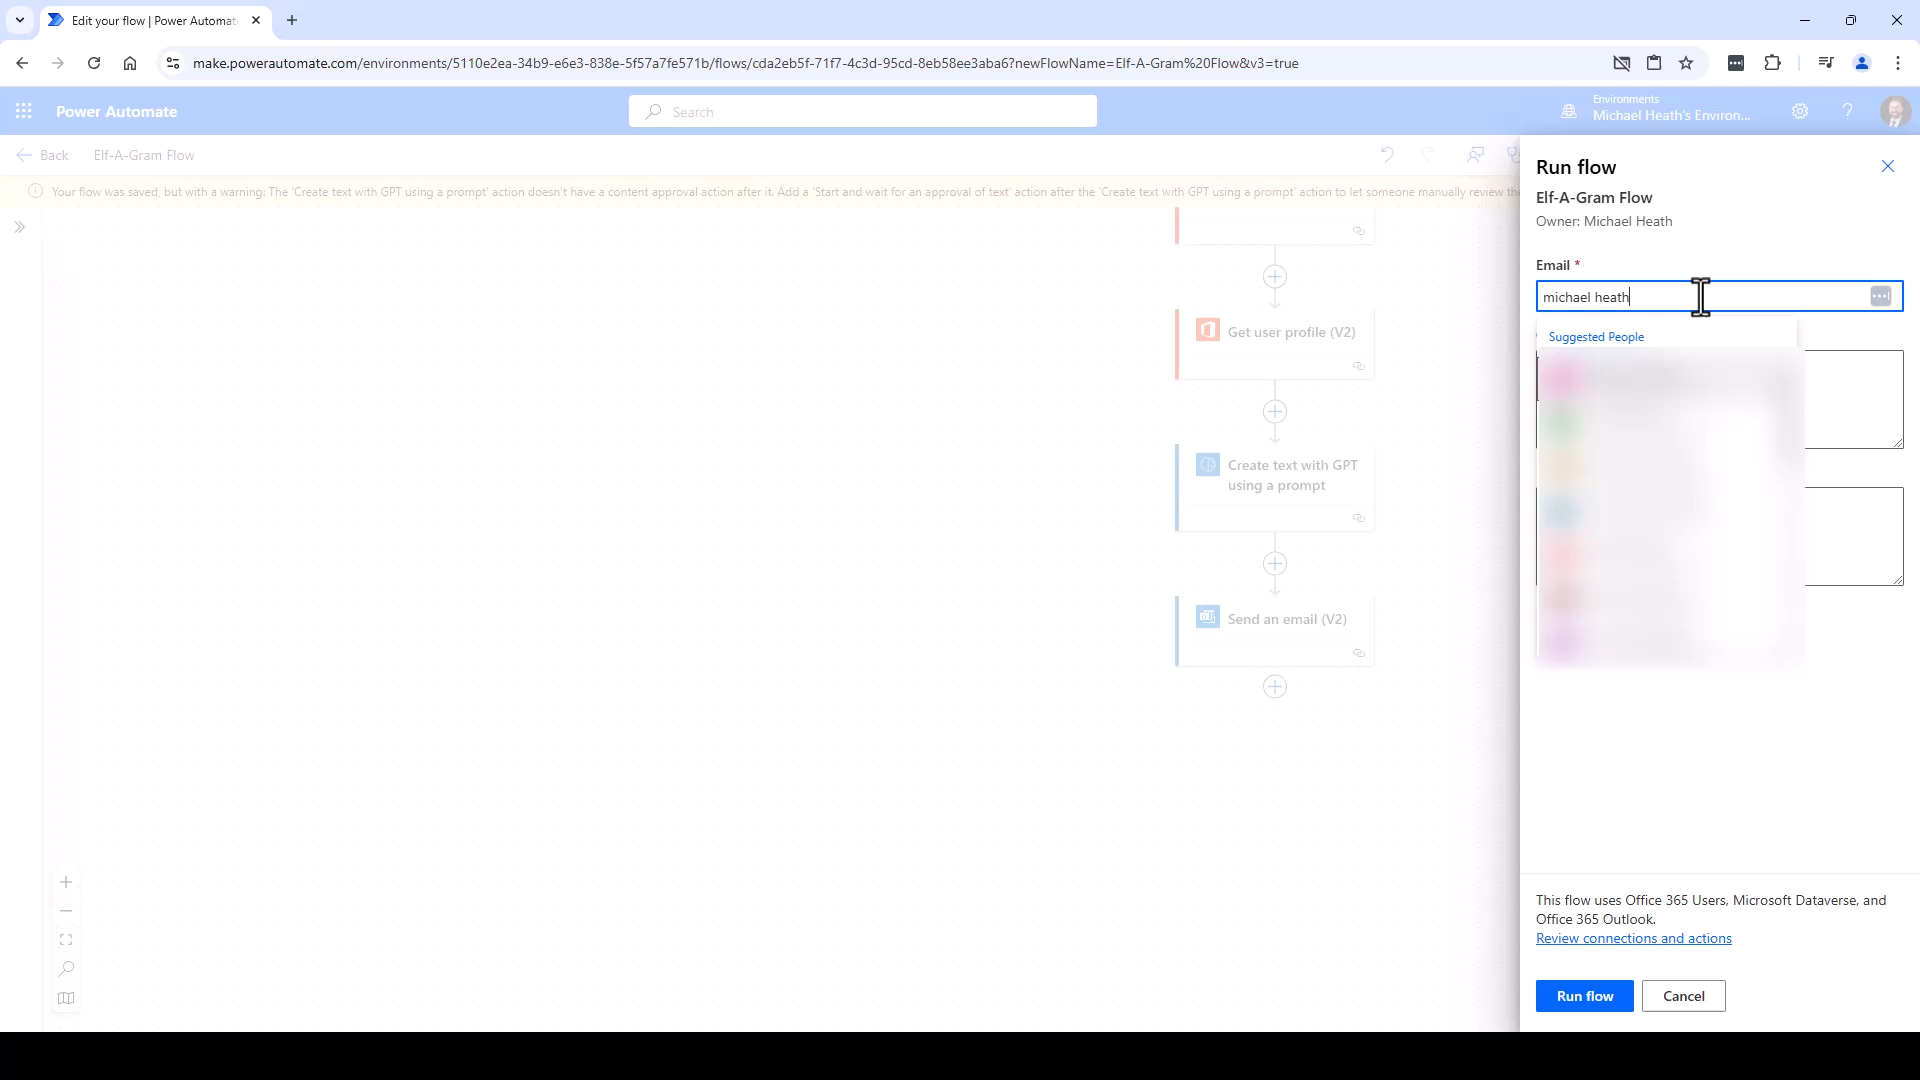 Edit your flow | Power Automat
make.powerautomate.com/environments/5110e2ea-34b9-e6e3-838e-5f57a7fe571b/flows/cda2eb5f-71f7-4c3d-95cd-8eb58ee3aba6?newFlowName=Elf-A-Gram%20Flow&v3=true
Power Automate
Search
Environments
Michael Heath's Environ...
Back
Elf-A-Gram Flow
Your flow was saved, but with a warning: The 'Create text with GPT using a prompt' action doesn't have a content approval action after it. Add a 'Start and wait for an approval of text' action after the 'Create text with GPT using a prompt' action to let someone manually review the
Get user profile (V2)
Create text with GPT
using a prompt
Send an email (V2)
Run flow
Elf-A-Gram Flow
Owner: Michael Heath
Email *
michael heath
Suggested People
This flow uses Office 365 Users, Microsoft Dataverse, and
Office 365 Outlook.
Review connections and actions
Run flow
Cancel